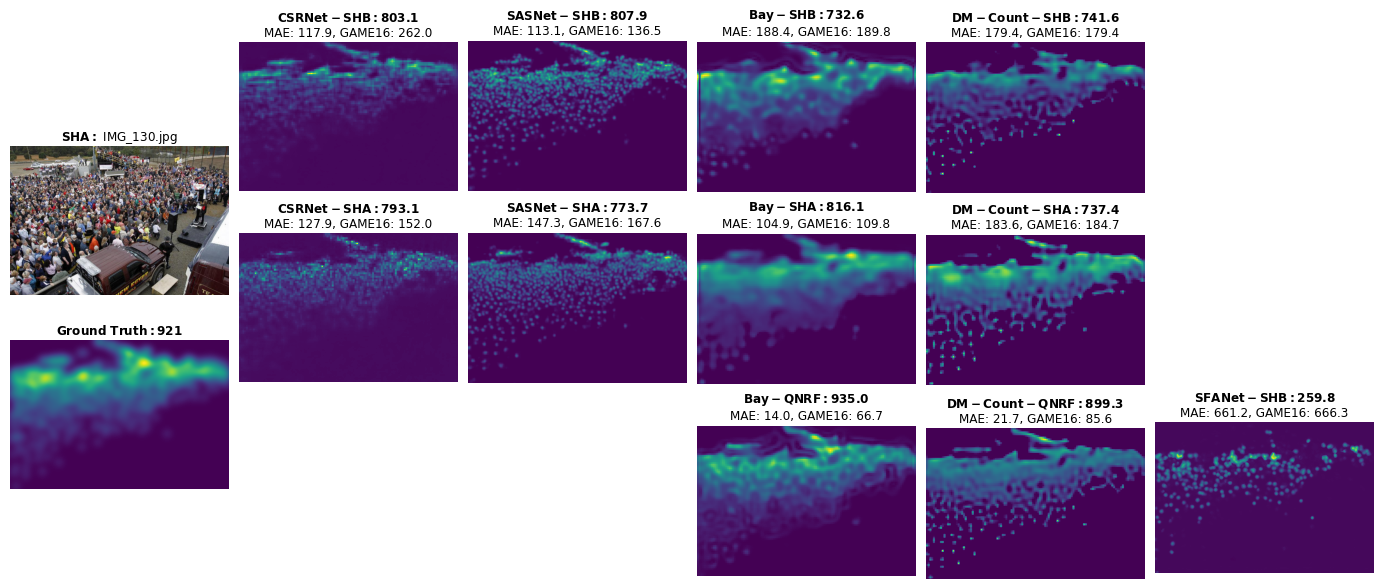 CSRNet−SHB: 803.1
MAE: 117.9, GAME16: 262.0
SASNet−SHB: 807.9
MAE: 113.1, GAME16: 136.5
Bay−SHB: 732.6
MAE: 188.4, GAME16: 189.8
DM−Count−SHB: 741.6
MAE: 179.4, GAME16: 179.4
SHA: IMG_130.jpg
CSRNet−SHA: 793.1
MAE: 127.9, GAME16: 152.0
SASNet−SHA: 773.7
MAE: 147.3, GAME16: 167.6
Bay−SHA: 816.1
MAE: 104.9, GAME16: 109.8
DM−Count−SHA: 737.4
MAE: 183.6, GAME16: 184.7
Ground Truth: 921
Bay−QNRF: 935.0
MAE: 14.0, GAME16: 66.7
DM−Count−QNRF: 899.3
MAE: 21.7, GAME16: 85.6
SFANet−SHB: 259.8
MAE: 661.2, GAME16: 666.3